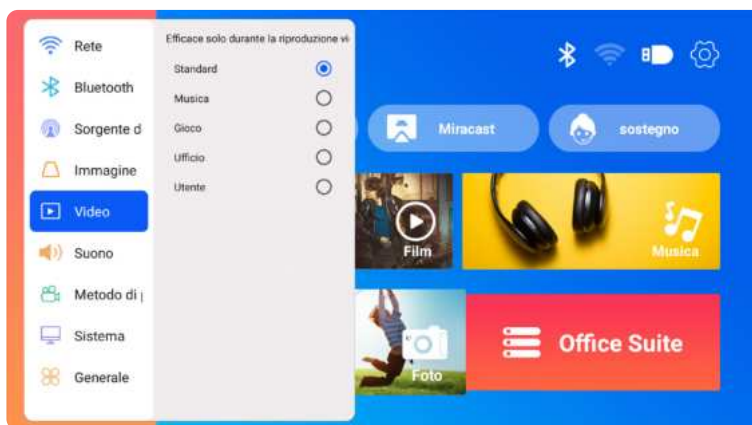 Rete
Bluetooth
Sorgente d
Immagine
Video
Suono
Metodo di
Sistema
Generale
Efficace solo durante la riproduzione
Standard
Musica
Gioco
Ufficio
Utente
Miracast
sostegno
Film
Musica
Foto
Office Suite